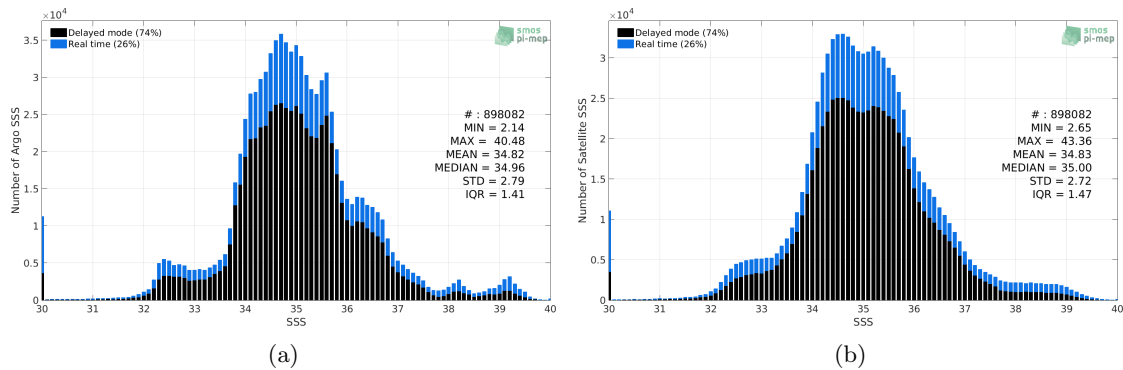 ×10⁴
Delayed mode (74%)
Real time (26%)
smos
pi-mep
Number of Argo SSS
3.5
3
2.5
2
1.5
1
0.5
0
# : 898082
MIN = 2.14
MAX = 40.48
MEAN = 34.82
MEDIAN = 34.96
STD = 2.79
IQR = 1.41
30 31 32 33 34 35 36 37 38 39 40
SSS
(a)
×10⁴
Delayed mode (74%)
Real time (26%)
smos
pi-mep
Number of Satellite SSS
3
2.5
2
1.5
1
0.5
0
# : 898082
MIN = 2.65
MAX = 43.36
MEAN = 34.83
MEDIAN = 35.00
STD = 2.72
IQR = 1.47
30 31 32 33 34 35 36 37 38 39 40
SSS
(b)